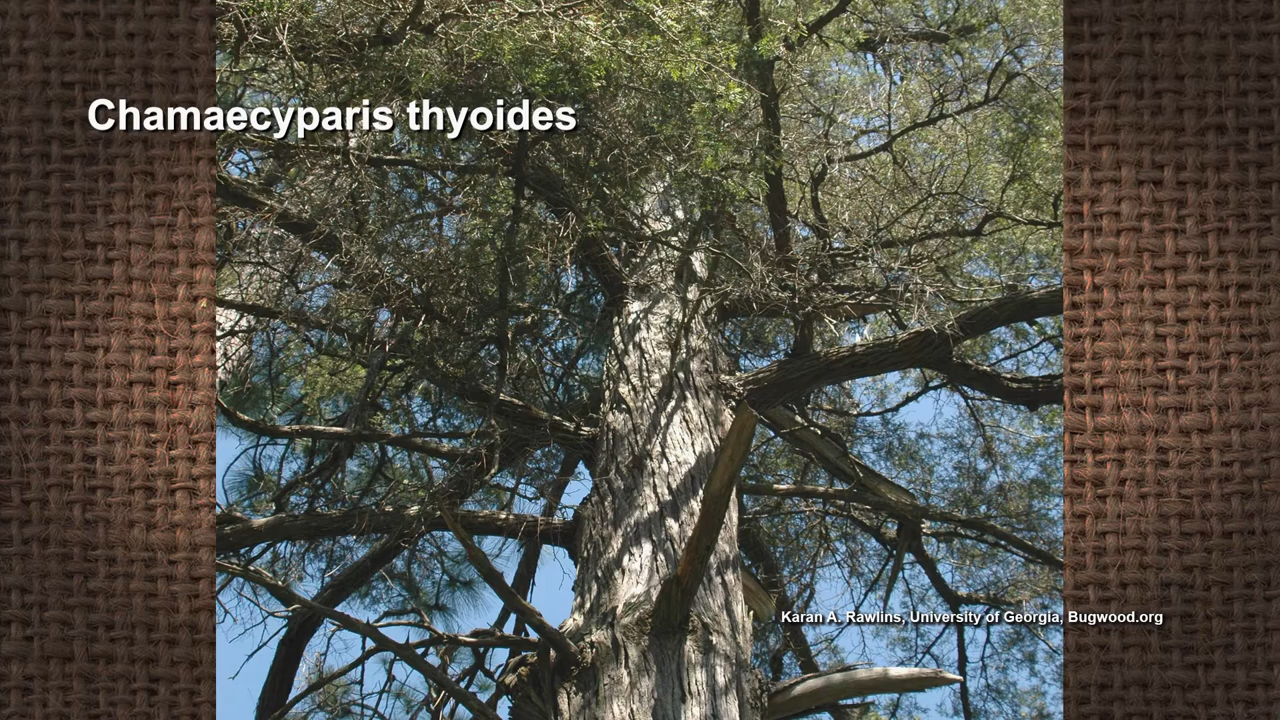 Chamaecyparis thyoides
Karan A. Rawlins, University of Georgia, Bugwood.org